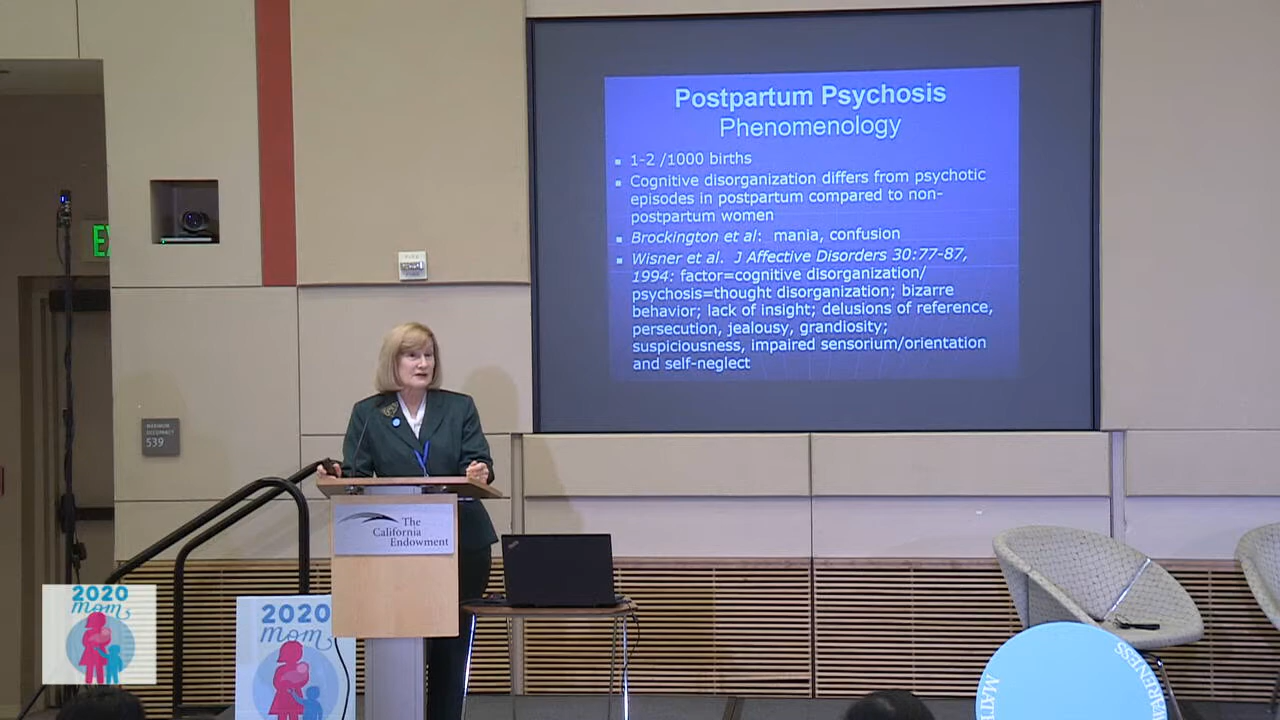 Postpartum Psychosis
Phenomenology
1-2 /1000 births
Cognitive disorganization differs from psychotic
episodes in postpartum compared to non-
postpartum women
Brockington et al:  mania, confusion
Wisner et al.  J Affective Disorders 30:77-87,
1994: factor=cognitive disorganization/
psychosis=thought disorganization; bizarre
behavior; lack of insight; delusions of reference,
persecution, jealousy, grandiosity;
suspiciousness, impaired sensorium/orientation
and self-neglect
MAXIMUM
OCCUPANCY
539
The
California
Endowment
2020
mom
2020
mom